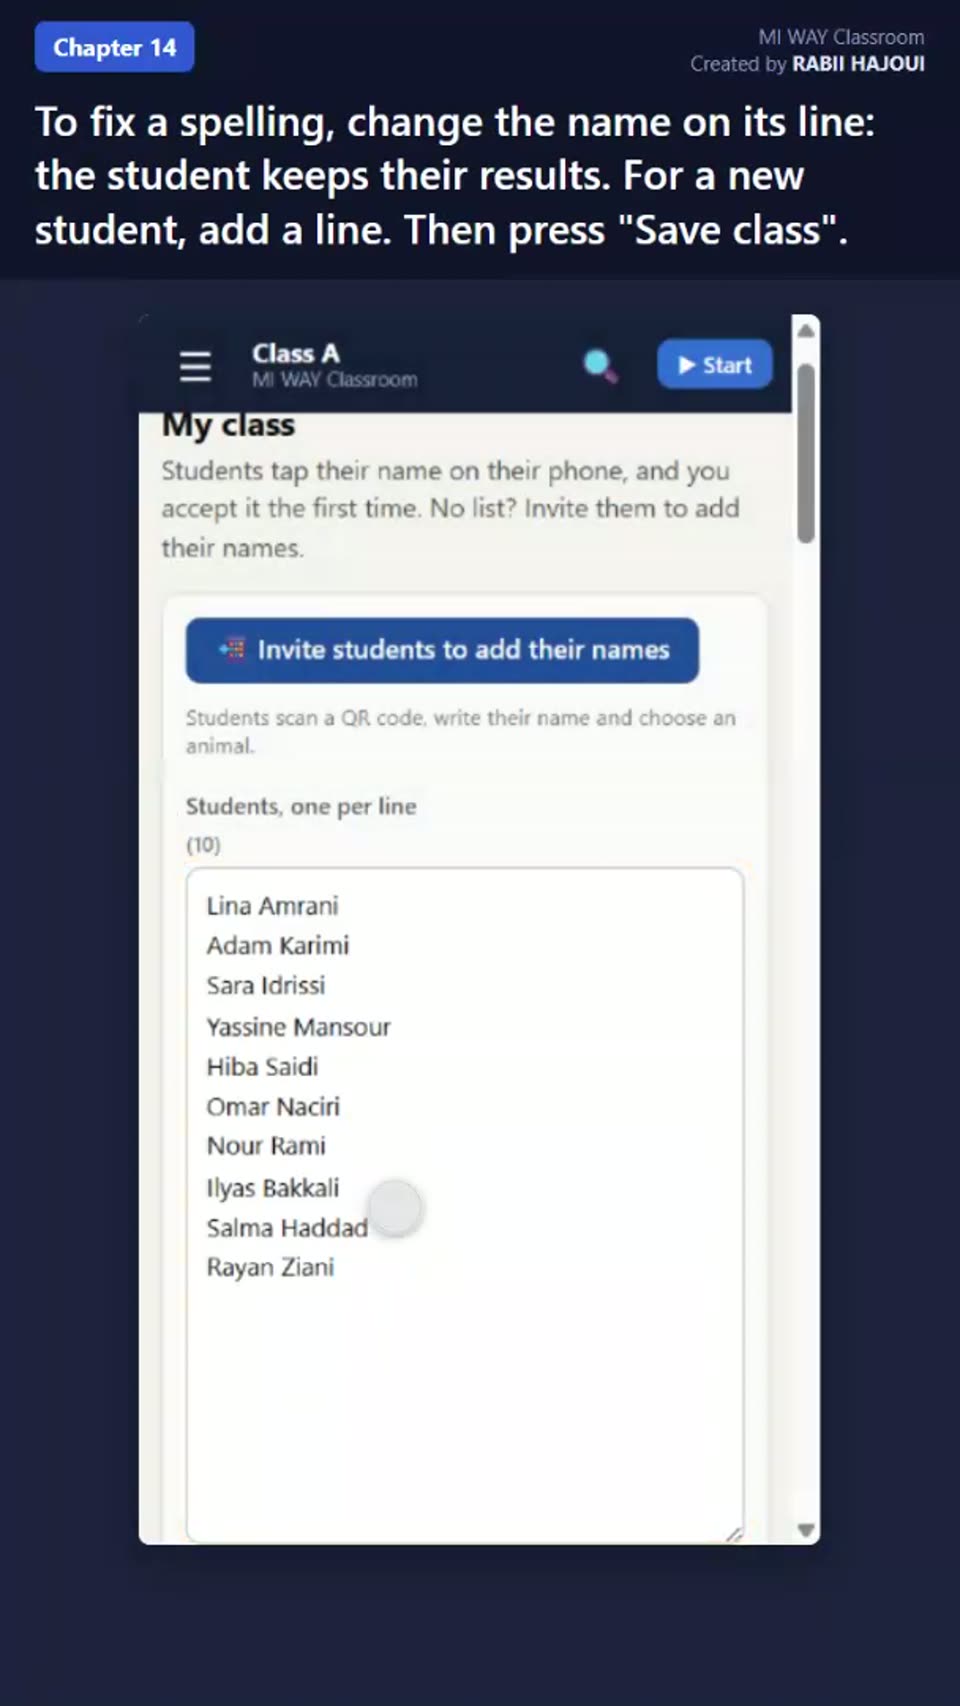 Chapter 14
MI WAY Classroom
Created by RABII HAJOUI
To fix a spelling, change the name on its line:
the student keeps their results. For a new
student, add a line. Then press "Save class".
Class A
MI WAY Classroom
Start
My class
Students tap their name on their phone, and you
accept it the first time. No list? Invite them to add
their names.
Invite students to add their names
Students scan a QR code, write their name and choose an
animal.
Students, one per line
(10)
Lina Amrani
Adam Karimi
Sara Idrissi
Yassine Mansour
Hiba Saidi
Omar Naciri
Nour Rami
Ilyas Bakkali
Salma Haddad
Rayan Ziani